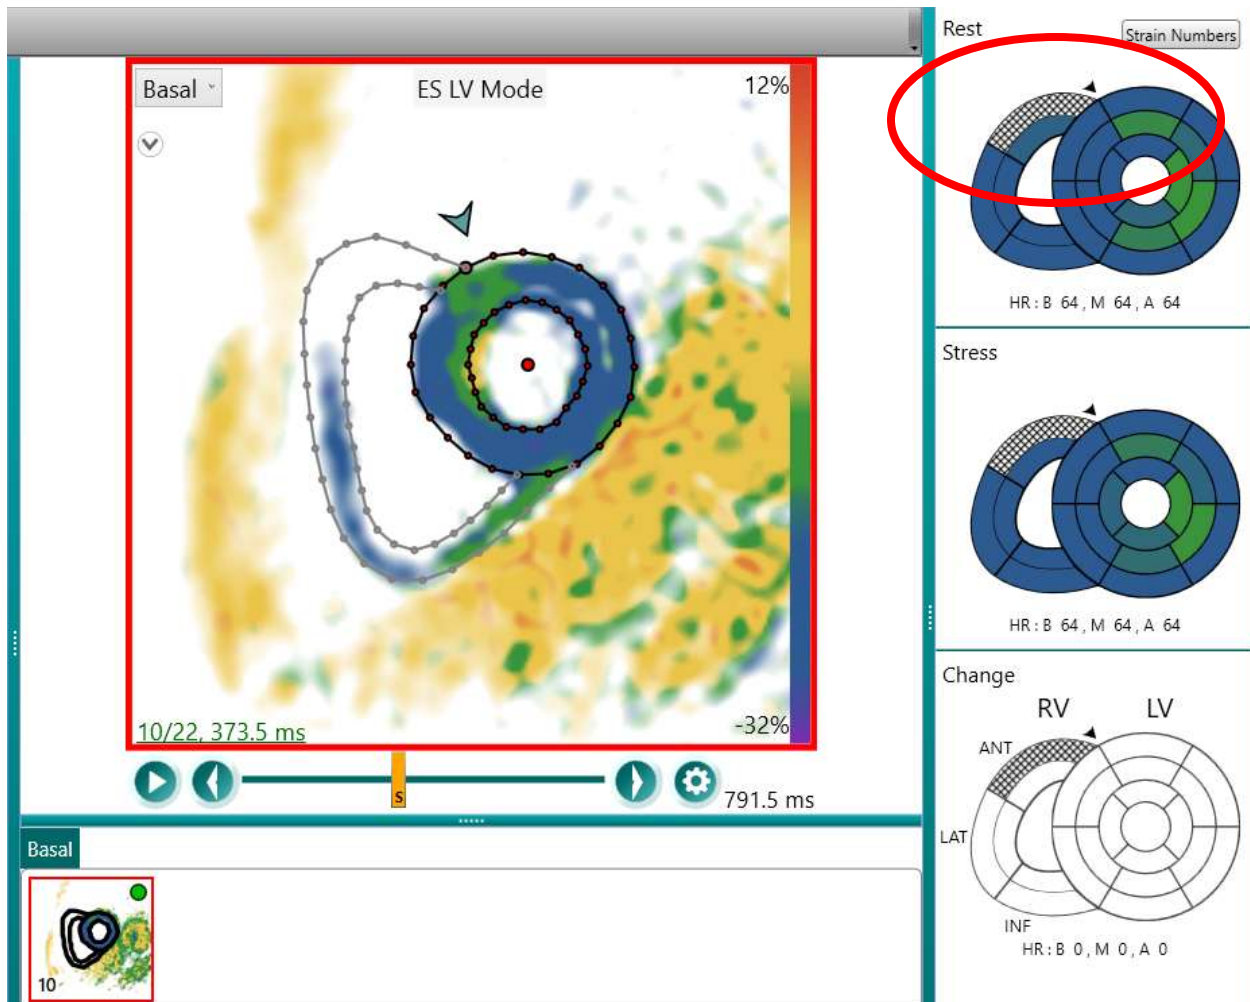 Rest
Strain Numbers
Basal
ES LV Mode
12%
HR : B 64 , M 64 , A 64
Stress
HR : B 64 , M 64 , A 64
Change
RV LV
ANT
LAT
INF
HR : B 0 , M 0 , A 0
-32%
10/22, 373.5 ms
S
791.5 ms
Basal
10